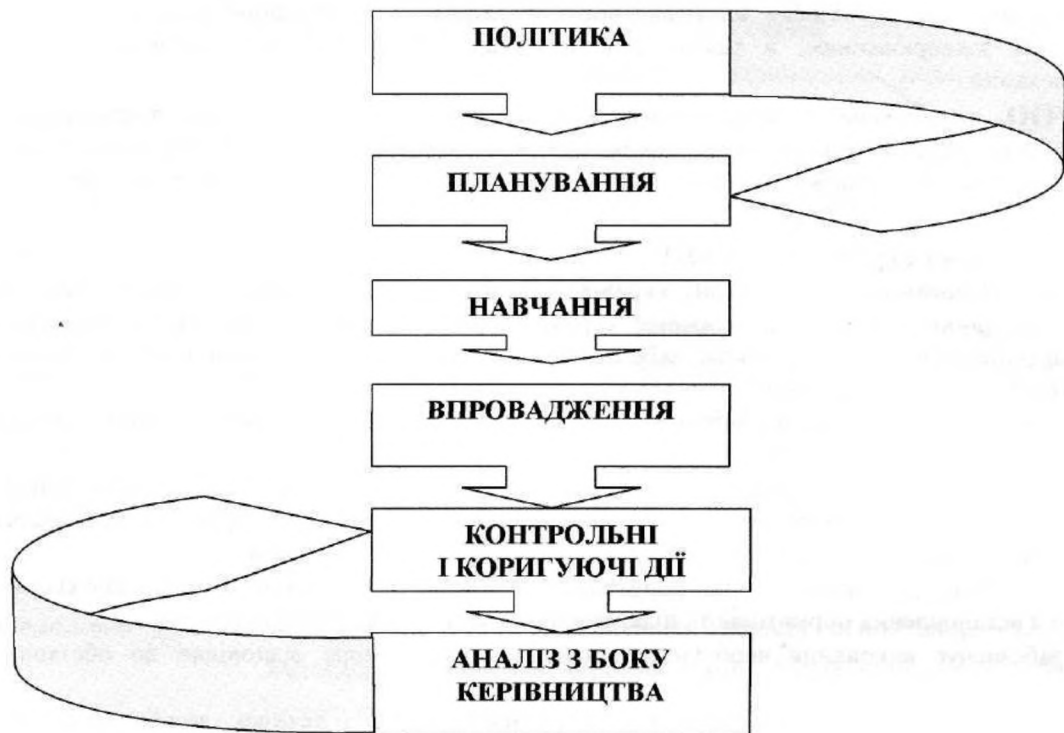 ПОЛІТИКА
ПЛАНУВАННЯ
НАВЧАННЯ
ВПРОВАДЖЕННЯ
КОНТРОЛЬНІ
І КОРИГУЮЧІ ДІЇ
АНАЛІЗ З БОКУ
КЕРІВНИЦТВА